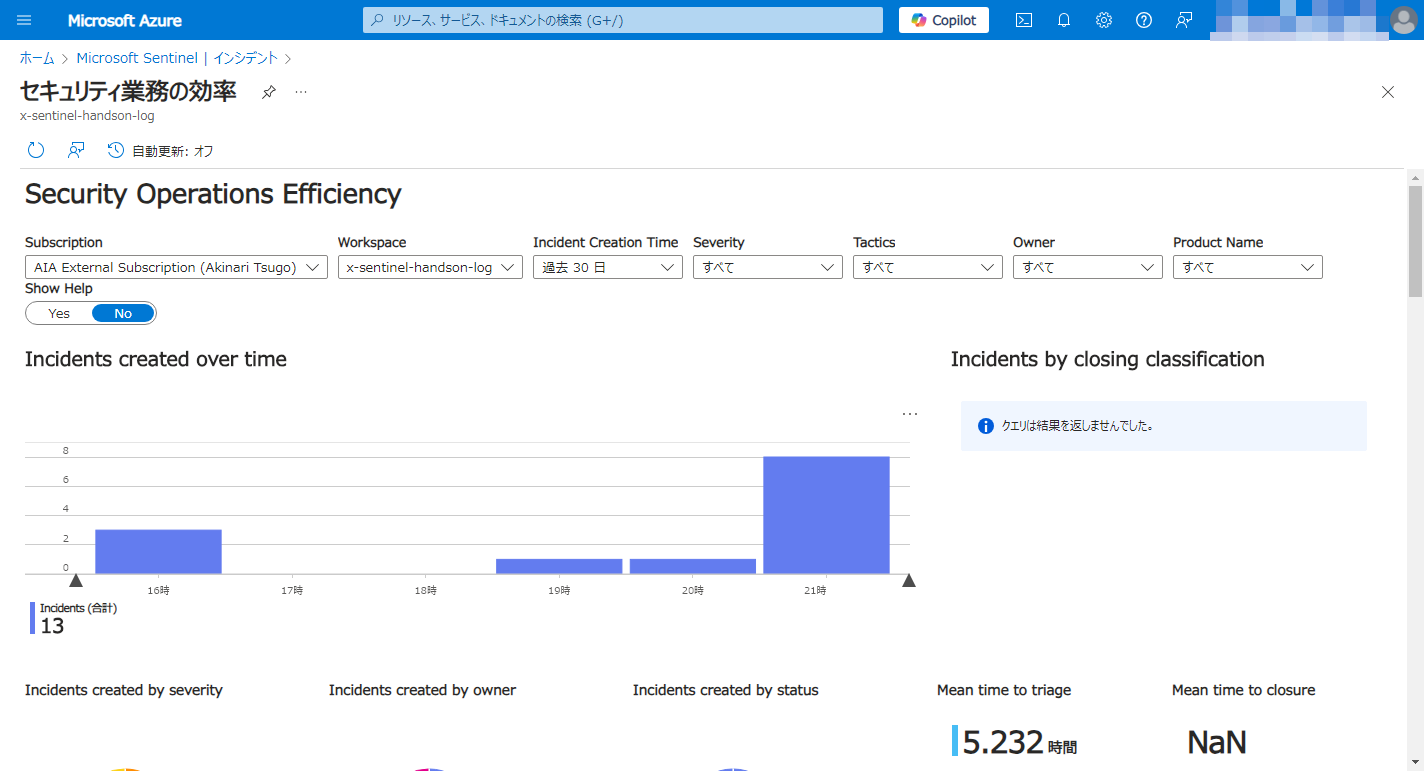 Microsoft Azure
リソース、サービス、ドキュメントの検索 (G+/)
Copilot
ホーム > Microsoft Sentinel | インシデント >
セキュリティ業務の効率
x-sentinel-handson-log
自動更新: オフ
Security Operations Efficiency
Subscription Workspace Incident Creation Time Severity Tactics Owner Product Name
AIA External Subscription (Akinari Tsugo) x-sentinel-handson-log 過去 30 日 すべて すべて すべて すべて
Show Help
Yes No
Incidents created over time
Incidents by closing classification
クエリは結果を返しませんでした。
8
6
4
2
0
16時 17時 18時 19時 20時 21時
Incidents (合計)
13
Incidents created by severity Incidents created by owner Incidents created by status Mean time to triage Mean time to closure
5.232 時間 NaN